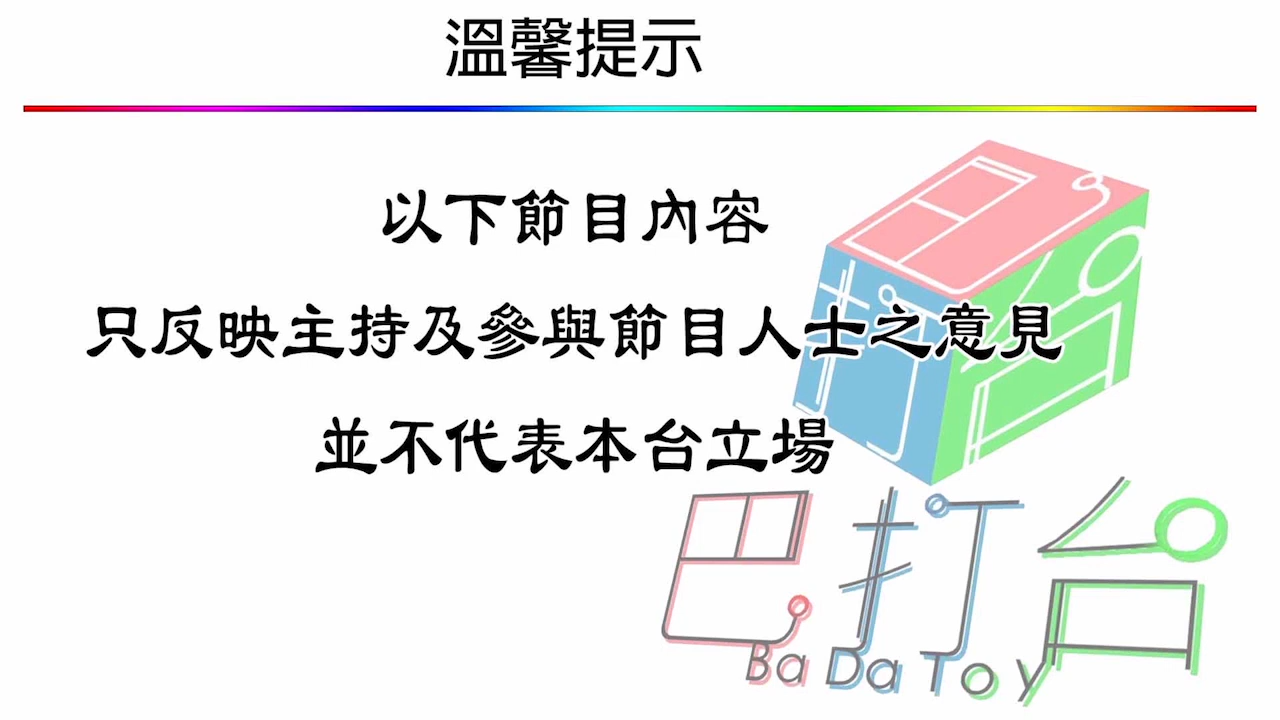 溫馨提示
以下節目內容
只反映主持及參與節目人士之意見
並不代表本台立場
巴打台
BaDaToy